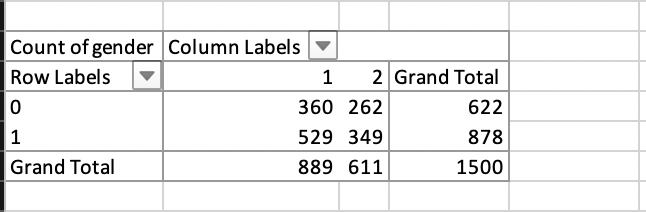 Count of gender Column Labels
Row Labels 1 2 Grand Total
0 360 262 622
1 529 349 878
Grand Total 889 611 1500